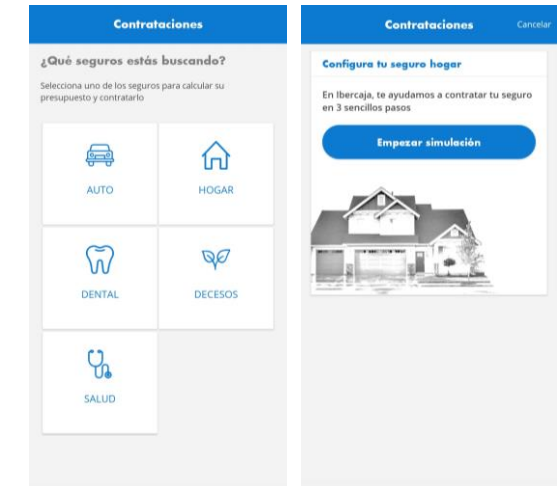 Contrataciones
¿Qué seguros estás buscando?
Selecciona uno de los seguros para calcular su
presupuesto y contratarlo
AUTO
HOGAR
DENTAL
DECESOS
SALUD
Contrataciones
Cancelar
Configura tu seguro hogar
En Ibercaja, te ayudamos a contratar tu seguro
en 3 sencillos pasos
Empezar simulación